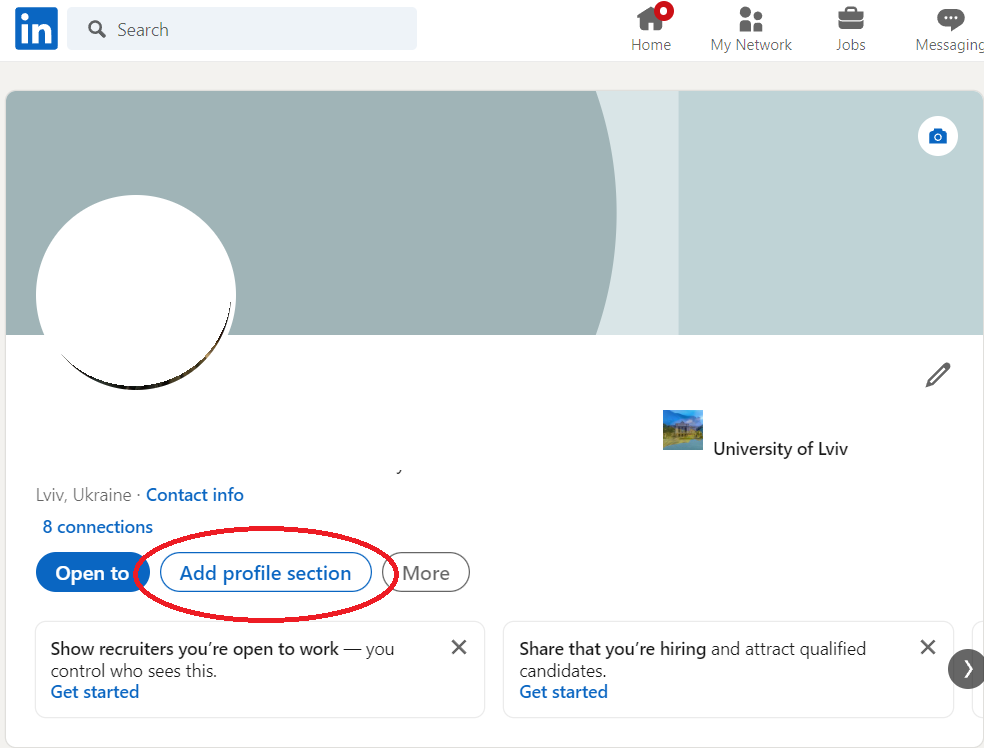 in
Search
Home
My Network
Jobs
Messaging
University of Lviv
Lviv, Ukraine · Contact info
8 connections
Open to
Add profile section
More
Show recruiters you’re open to work — you
control who sees this.
Get started
Share that you’re hiring and attract qualified
candidates.
Get started